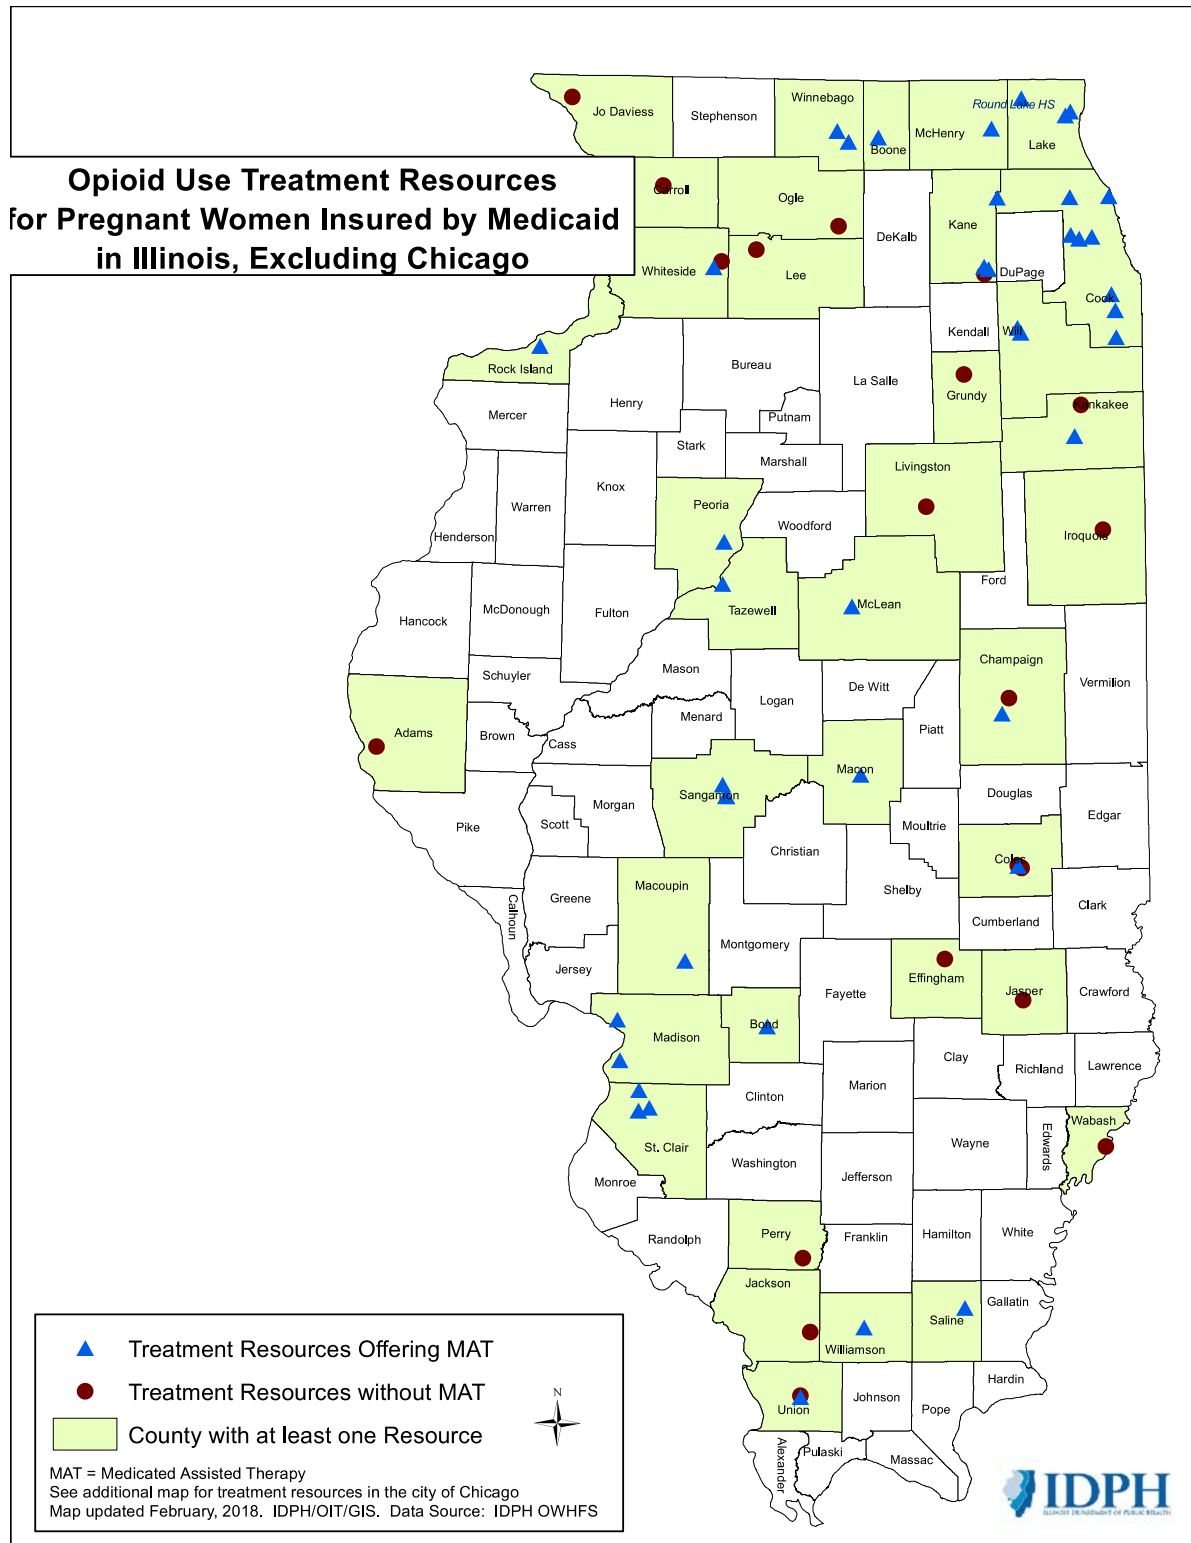 Opioid Use Treatment Resources
for Pregnant Women Insured by Medicaid
in Illinois, Excluding Chicago
Jo Daviess
Stephenson
Winnebago
Boone
McHenry
Round Lake HS
Lake
Carroll
Ogle
DeKalb
Kane
DuPage
Cook
Whiteside
Lee
Kendall
Will
Rock Island
Bureau
La Salle
Grundy
Kankakee
Mercer
Henry
Putnam
Stark
Marshall
Livingston
Knox
Peoria
Warren
Henderson
Woodford
Iroquois
Ford
McLean
Tazewell
Fulton
McDonough
Hancock
Schuyler
Mason
Logan
De Witt
Champaign
Vermilion
Menard
Piatt
Adams
Brown
Cass
Macon
Sangamon
Morgan
Douglas
Edgar
Moultrie
Scott
Pike
Christian
Coles
Shelby
Macoupin
Greene
Calhoun
Clark
Cumberland
Montgomery
Jersey
Effingham
Fayette
Jasper
Crawford
Madison
Bond
Clay
Richland
Lawrence
Marion
Clinton
Wabash
Edwards
Wayne
St. Clair
Washington
Jefferson
Monroe
Randolph
Perry
Franklin
Hamilton
White
Jackson
Williamson
Saline
Gallatin
Union
Johnson
Pope
Hardin
Alexander
Pulaski
Massac
Treatment Resources Offering MAT
Treatment Resources without MAT
N
County with at least one Resource
MAT = Medicated Assisted Therapy
See additional map for treatment resources in the city of Chicago
Map updated February, 2018. IDPH/OIT/GIS. Data Source: IDPH OWHFS
IDPH
ILLINOIS DEPARTMENT OF PUBLIC HEALTH